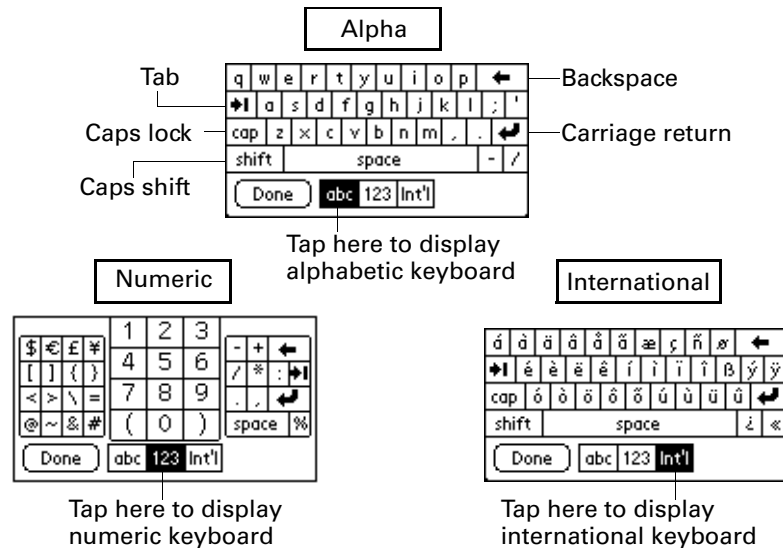 Alpha
Tab
q w e r t y u i o p
Backspace
a s d f g h j k l ; '
Caps lock
cap z x c v b n m , .
Carriage return
shift space - /
Caps shift
Done abc 123 Int'l
Tap here to display
alphabetic keyboard
Numeric
$ € £ ¥ 1 2 3 - +
[ ] { } 4 5 6 / * :
< > \ = 7 8 9 . ,
@ ~ & # ( 0 ) space %
Done abc 123 Int'l
Tap here to display
numeric keyboard
International
á à ä â å ã æ ç ñ ø
é è ë ê í ì ï î ß ý ÿ
cap ó ò ö ô õ ú ù ü û
shift space ¿ «
Done abc 123 Int'l
Tap here to display
international keyboard